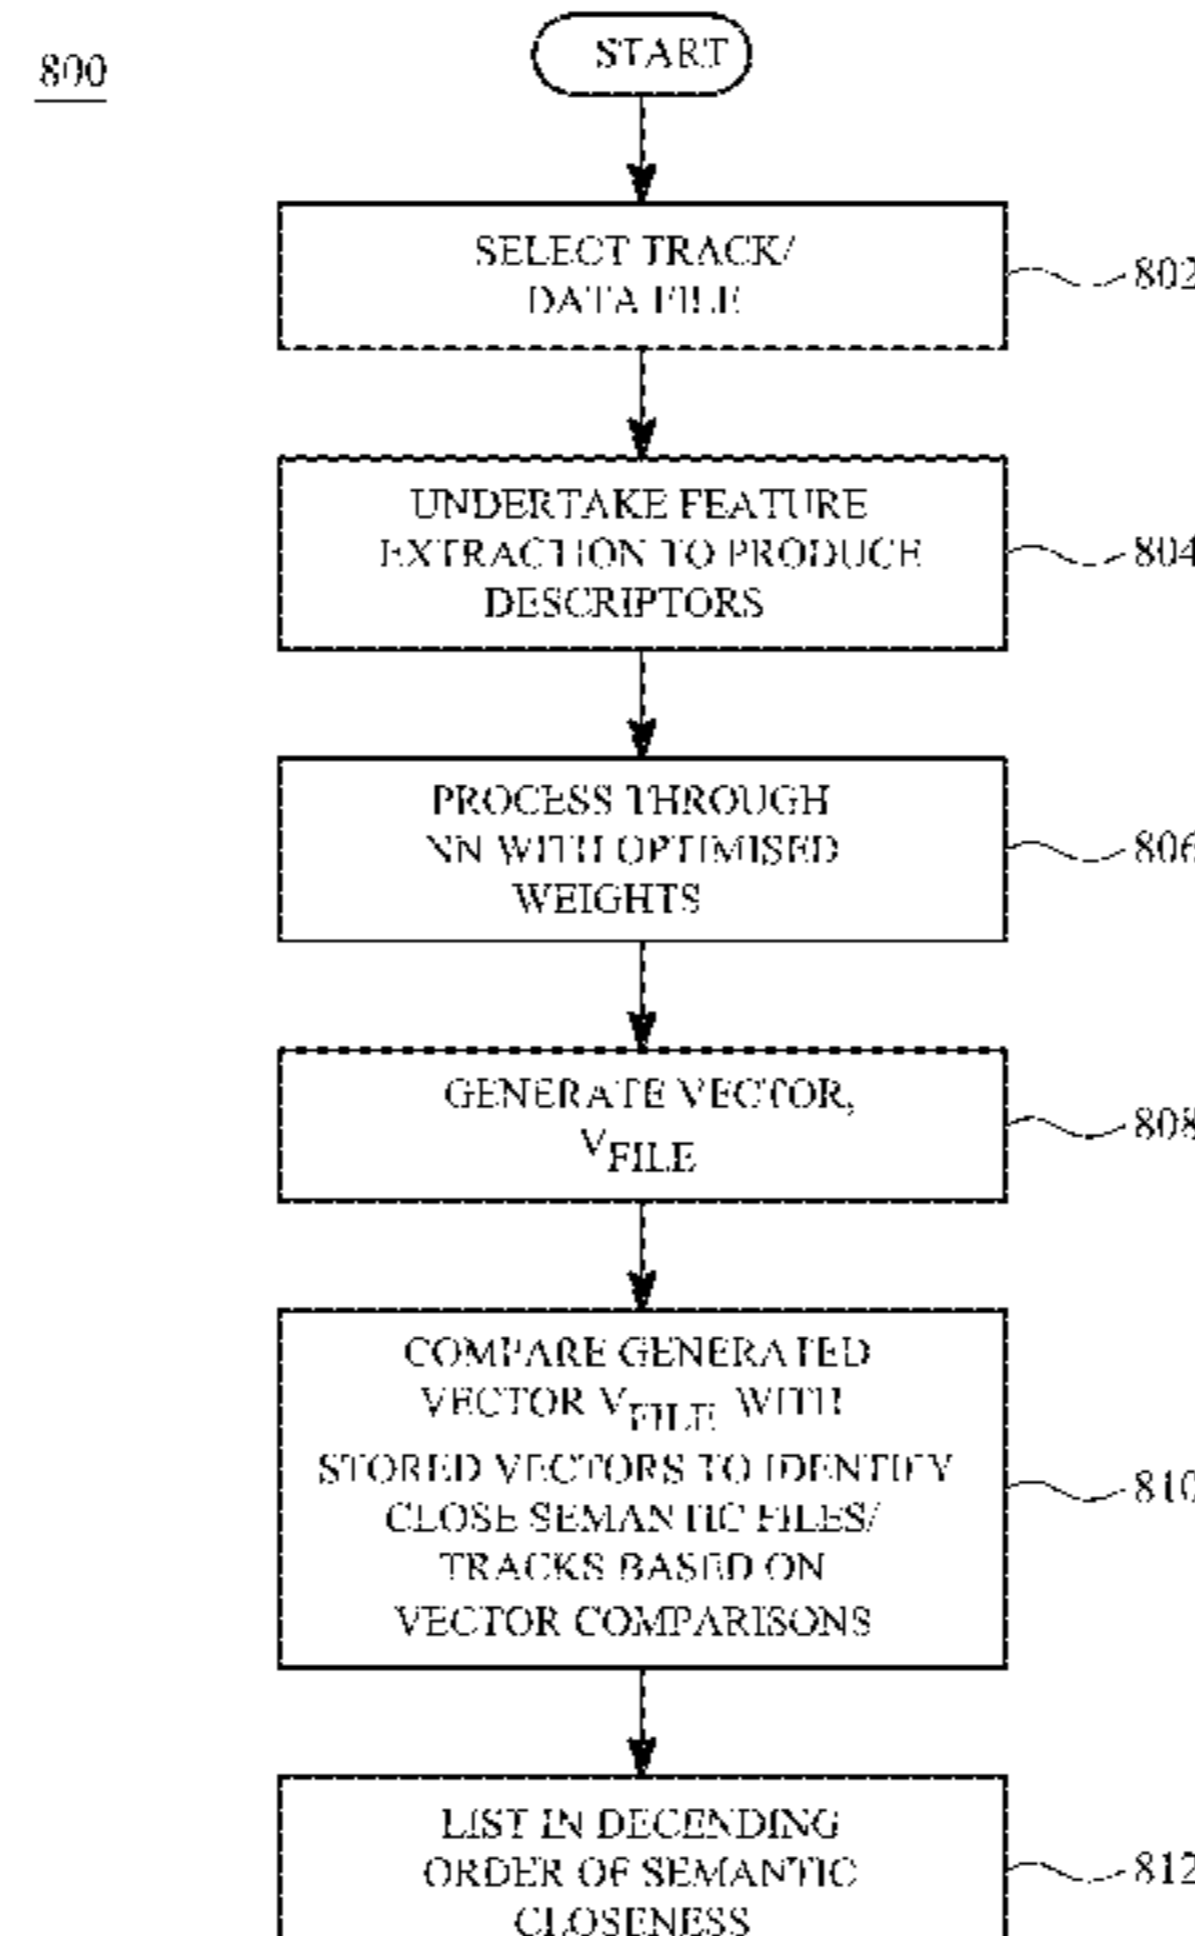 800
START
SELECT TRACK/
DATA FILE
802
UNDERTAKE FEATURE
EXTRACTION TO PRODUCE
DESCRIPTORS
804
PROCESS THROUGH
NN WITH OPTIMISED
WEIGHTS
806
GENERATE VECTOR,
VFILE
808
COMPARE GENERATED
VECTOR VFILE WITH
STORED VECTORS TO IDENTIFY
CLOSE SEMANTIC FILES/
TRACKS BASED ON
VECTOR COMPARISONS
810
LIST IN DECENDING
ORDER OF SEMANTIC
CLOSENESS
812